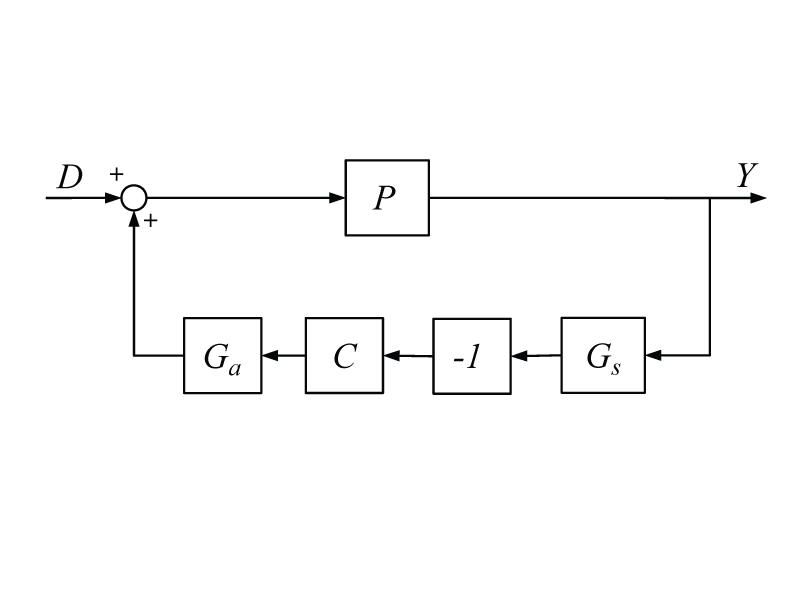 D + P Y
+
Gₐ C -1 Gₛ